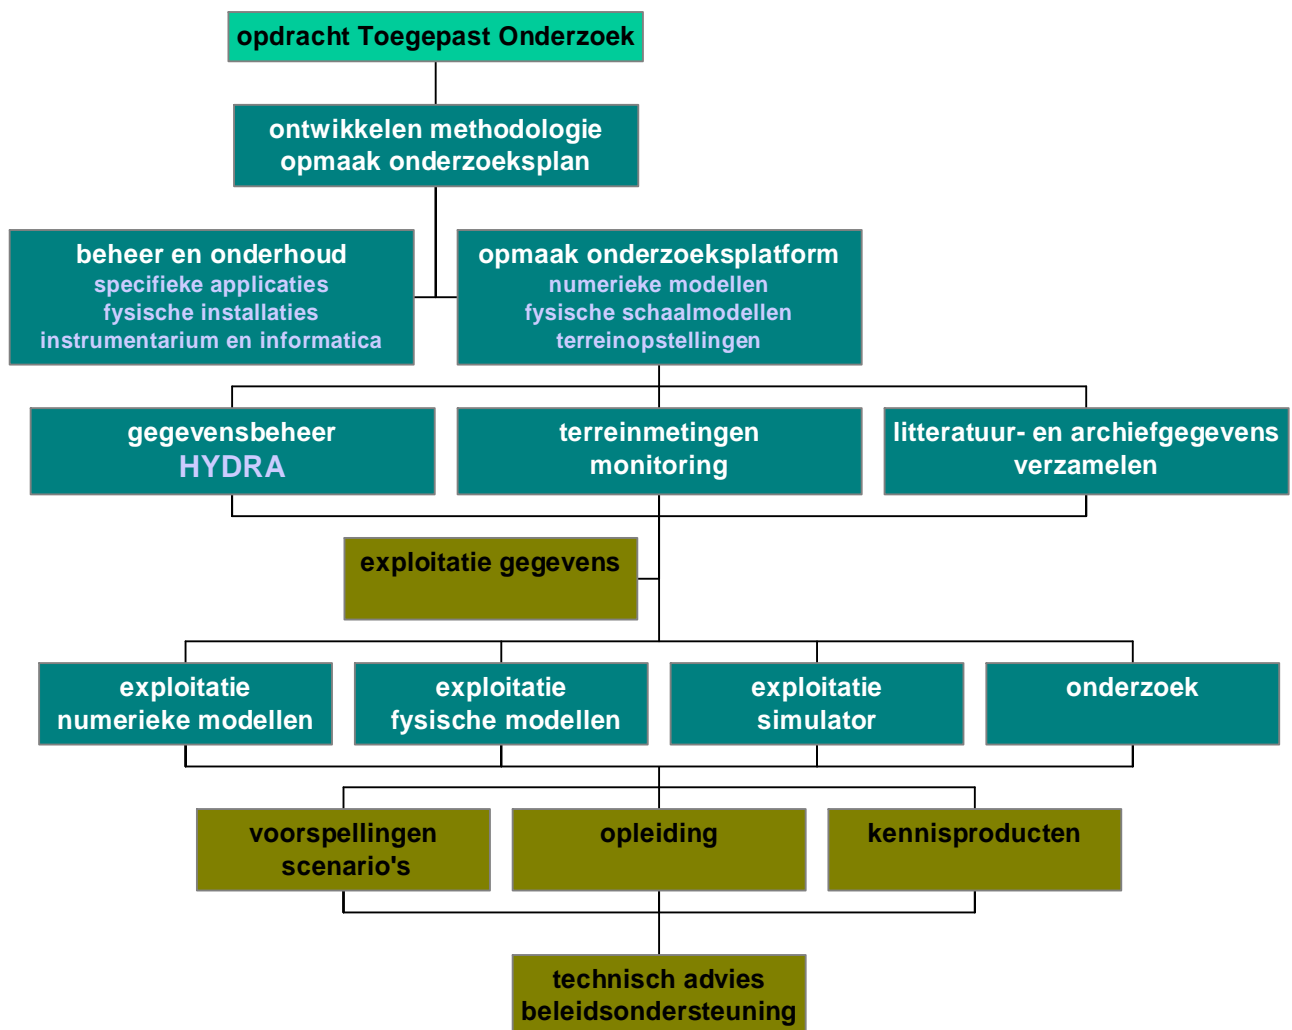 opdracht Toegepast Onderzoek
ontwikkelen methodologie
opmaak onderzoeksplan
beheer en onderhoud
specifieke applicaties
fysische installaties
instrumentarium en informatica
opmaak onderzoeksplatform
numerieke modellen
fysische schaalmodellen
terreinopstellingen
gegevensbeheer
HYDRA
terreinmetingen
monitoring
litteratuur- en archiefgegevens
verzamelen
exploitatie gegevens
exploitatie
numerieke modellen
exploitatie
fysische modellen
exploitatie
simulator
onderzoek
voorspellingen
scenario's
opleiding
kennisproducten
technisch advies
beleidsondersteuning